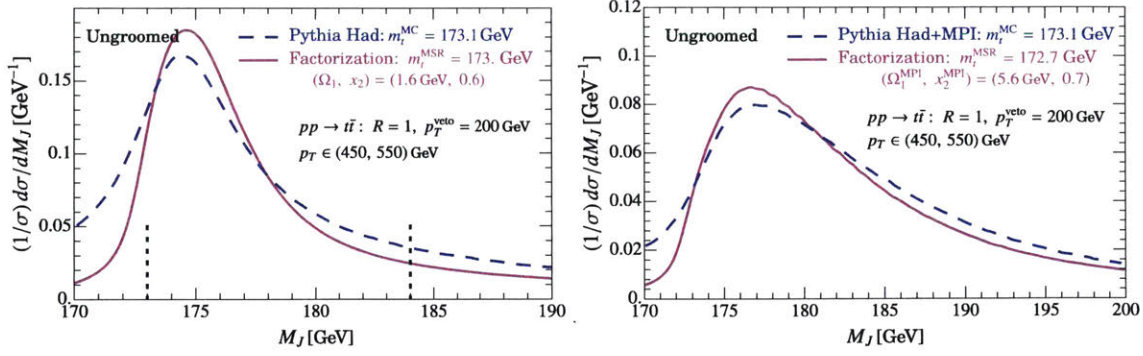 Ungroomed
Pythia Had: m_t^MC = 173.1 GeV
Factorization: m_t^MSR = 173. GeV
(Ω₁, x₂) = (1.6 GeV, 0.6)
pp → tt̄ : R = 1, p_T^veto = 200 GeV
p_T ∈ (450, 550) GeV
(1/σ) dσ/dM_J [GeV⁻¹]
0.15
0.1
0.05
0.
170 175 180 185 190
M_J [GeV]
Ungroomed
Pythia Had+MPI: m_t^MC = 173.1 GeV
Factorization: m_t^MSR = 172.7 GeV
(Ω₁^MPI, x₂^MPI) = (5.6 GeV, 0.7)
pp → tt̄ : R = 1, p_T^veto = 200 GeV
p_T ∈ (450, 550) GeV
(1/σ) dσ/dM_J [GeV⁻¹]
0.12
0.1
0.08
0.06
0.04
0.02
0.
170 175 180 185 190 195 200
M_J [GeV]